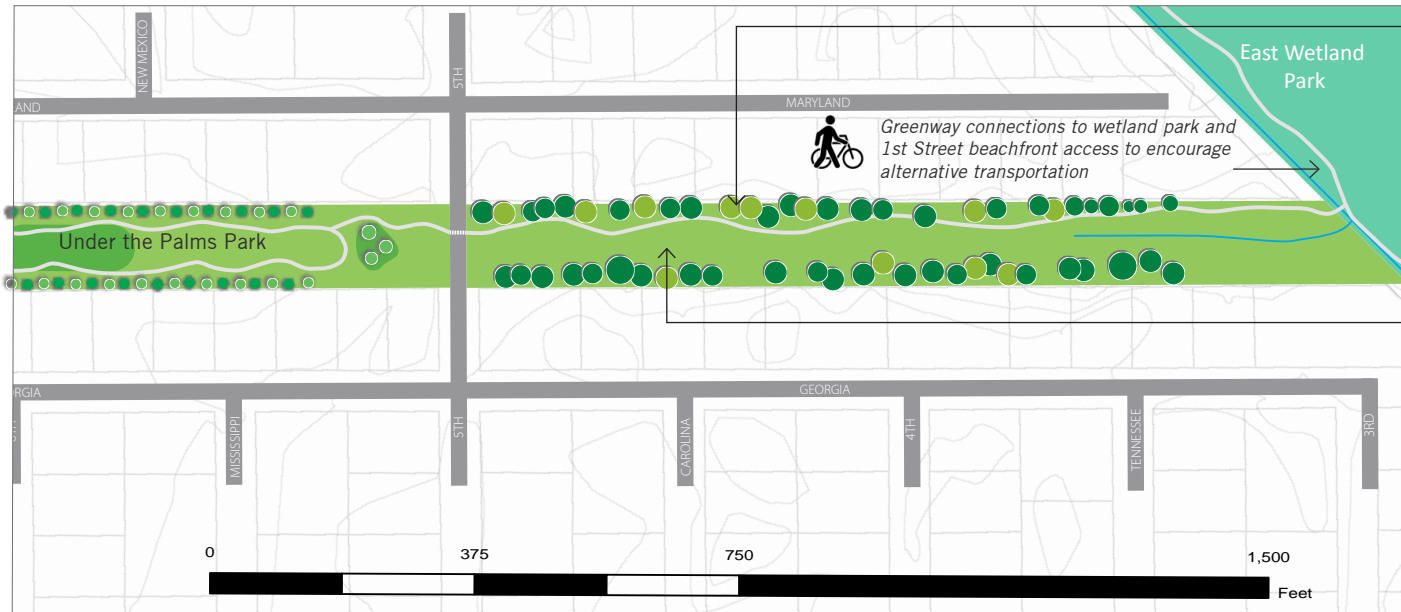 NEW MEXICO
5TH
East Wetland
Park
AND
MARYLAND
Greenway connections to wetland park and
1st Street beachfront access to encourage
alternative transportation
Under the Palms Park
RGIA
GEORGIA
MISSISSIPPI
5TH
CAROLINA
4TH
TENNESSEE
3RD
0
375
750
1,500
Feet